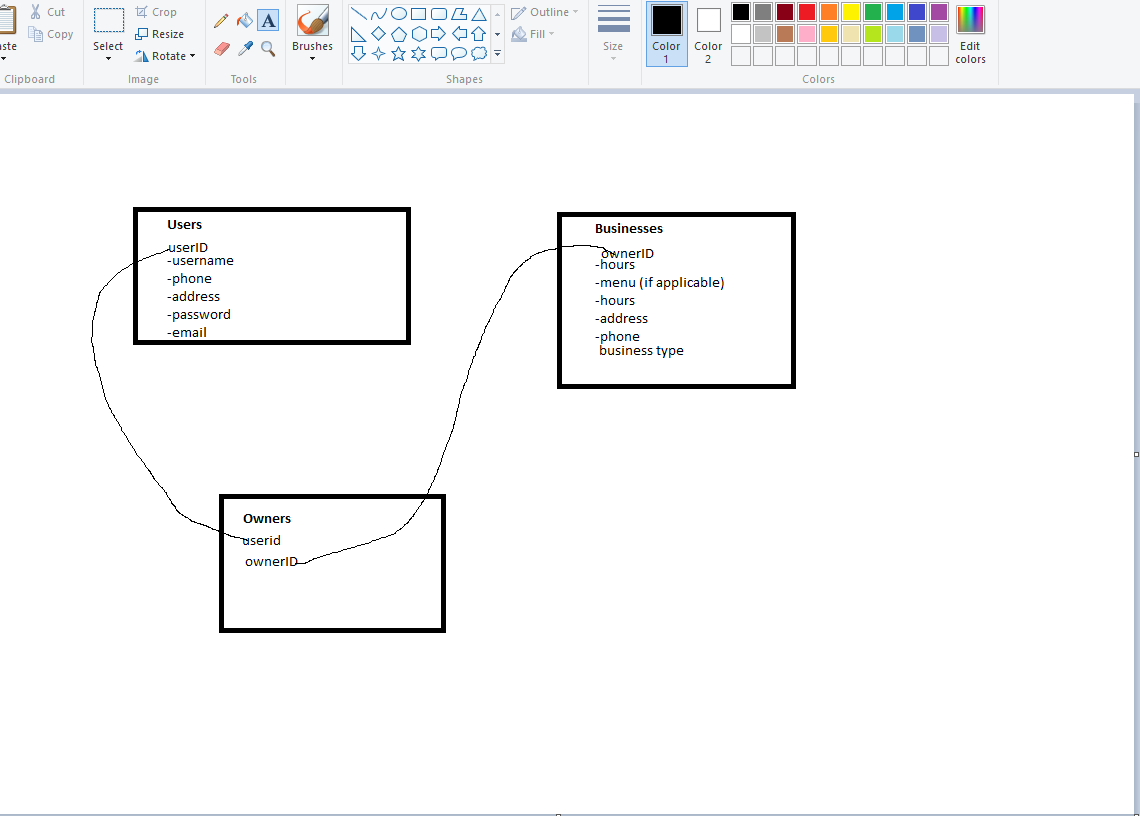 aste
Cut
Copy
Clipboard
Select
Crop
Resize
Rotate
Image
A
Tools
Brushes
Shapes
Outline
Fill
Size
Color
1
Color
2
Edit
colors
Colors
Users
userID
-username
-phone
-address
-password
-email
Businesses
ownerID
-hours
-menu (if applicable)
-hours
-address
-phone
business type
Owners
userid
ownerID